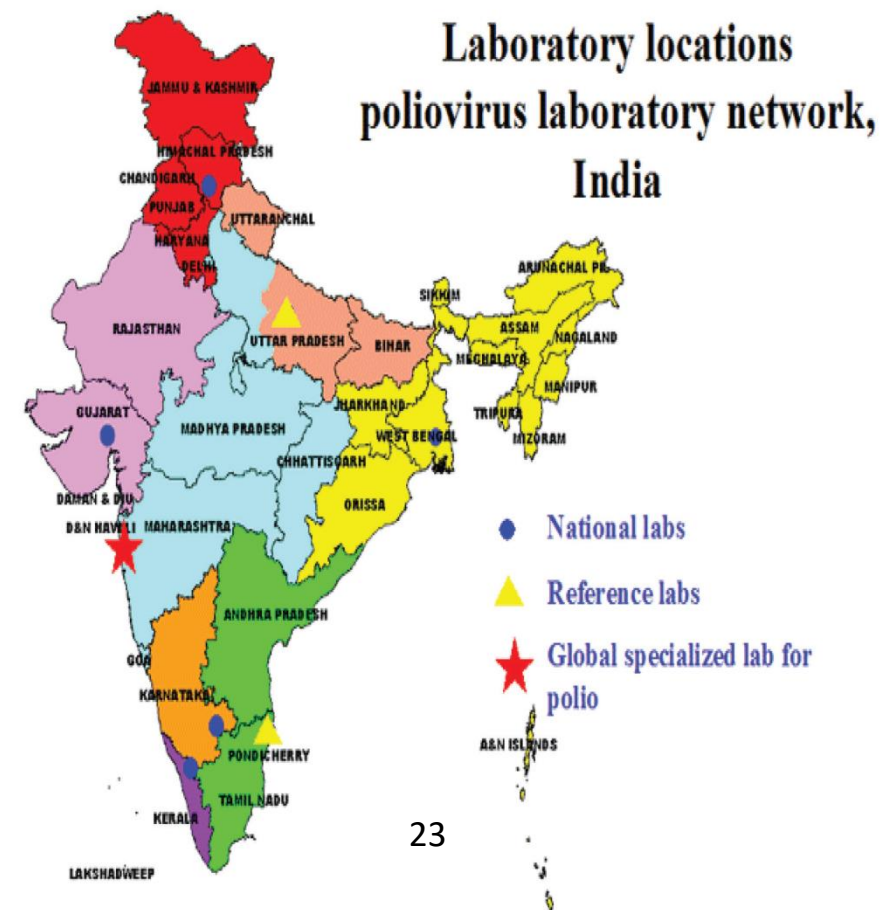 Laboratory locations
poliovirus laboratory network,
India
JAMMU & KASHMIR
HIMACHAL PRADESH
CHANDIGARH
PUNJAB
UTTARANCHAL
HARYANA
DELHI
ARUNACHAL PR.
SIKKIM
RAJASTHAN
UTTAR PRADESH
BIHAR
ASSAM
NAGALAND
MEGHALAYA
MANIPUR
GUJARAT
JHARKHAND
TRIPURA
MADHYA PRADESH
WEST BENGAL
MIZORAM
CHHATTISGARH
DAMAN & DIU
ORISSA
D&N HAVELI
MAHARASHTRA
National labs
Reference labs
ANDHRA PRADESH
GOA
Global specialized lab for
polio
KARNATAKA
A&N ISLANDS
PONDICHERRY
TAMIL NADU
KERALA
23
LAKSHADWEEP